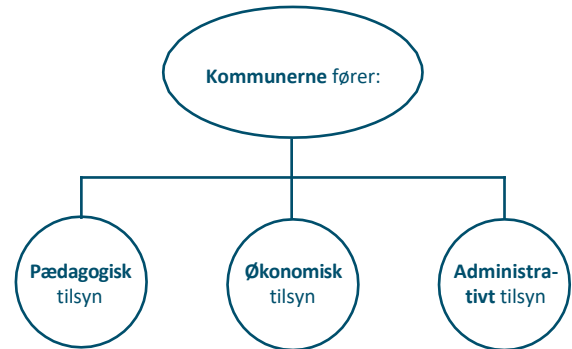 Kommunerne fører:
Pædagogisk
tilsyn
Økonomisk
tilsyn
Administra-
tivt tilsyn